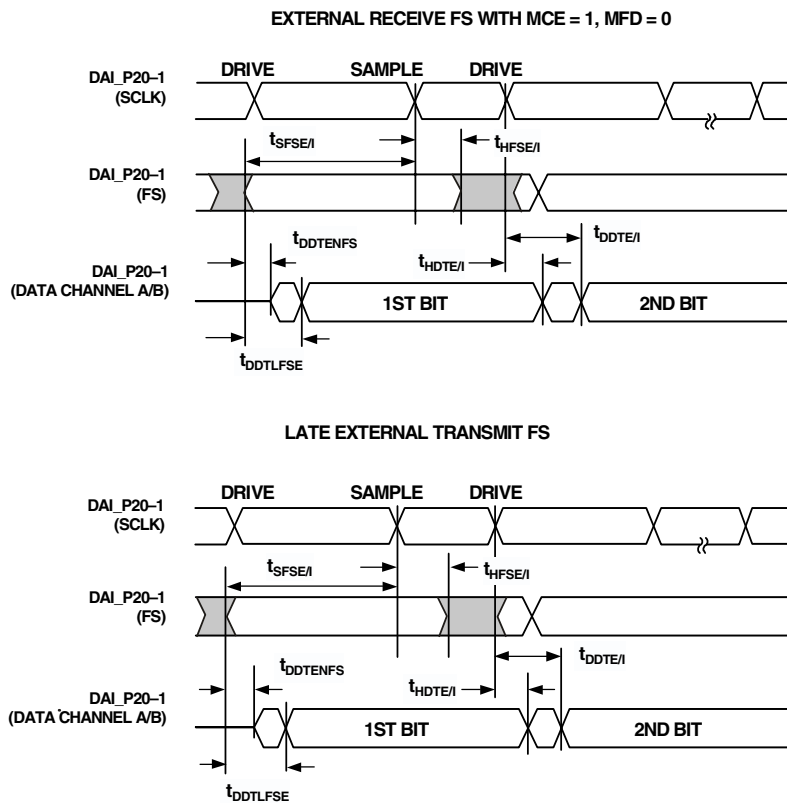 EXTERNAL RECEIVE FS WITH MCE = 1, MFD = 0
DRIVE SAMPLE DRIVE
DAI_P20–1
(SCLK)
tSFSE/I tHFSE/I
DAI_P20–1
(FS)
tDDTENFS tHDTE/I tDDTE/I
DAI_P20–1
(DATA CHANNEL A/B)
1ST BIT 2ND BIT
tDDTLFSE
LATE EXTERNAL TRANSMIT FS
DRIVE SAMPLE DRIVE
DAI_P20–1
(SCLK)
tSFSE/I tHFSE/I
DAI_P20–1
(FS)
tDDTENFS tHDTE/I tDDTE/I
DAI_P20–1
(DATA CHANNEL A/B)
1ST BIT 2ND BIT
tDDTLFSE